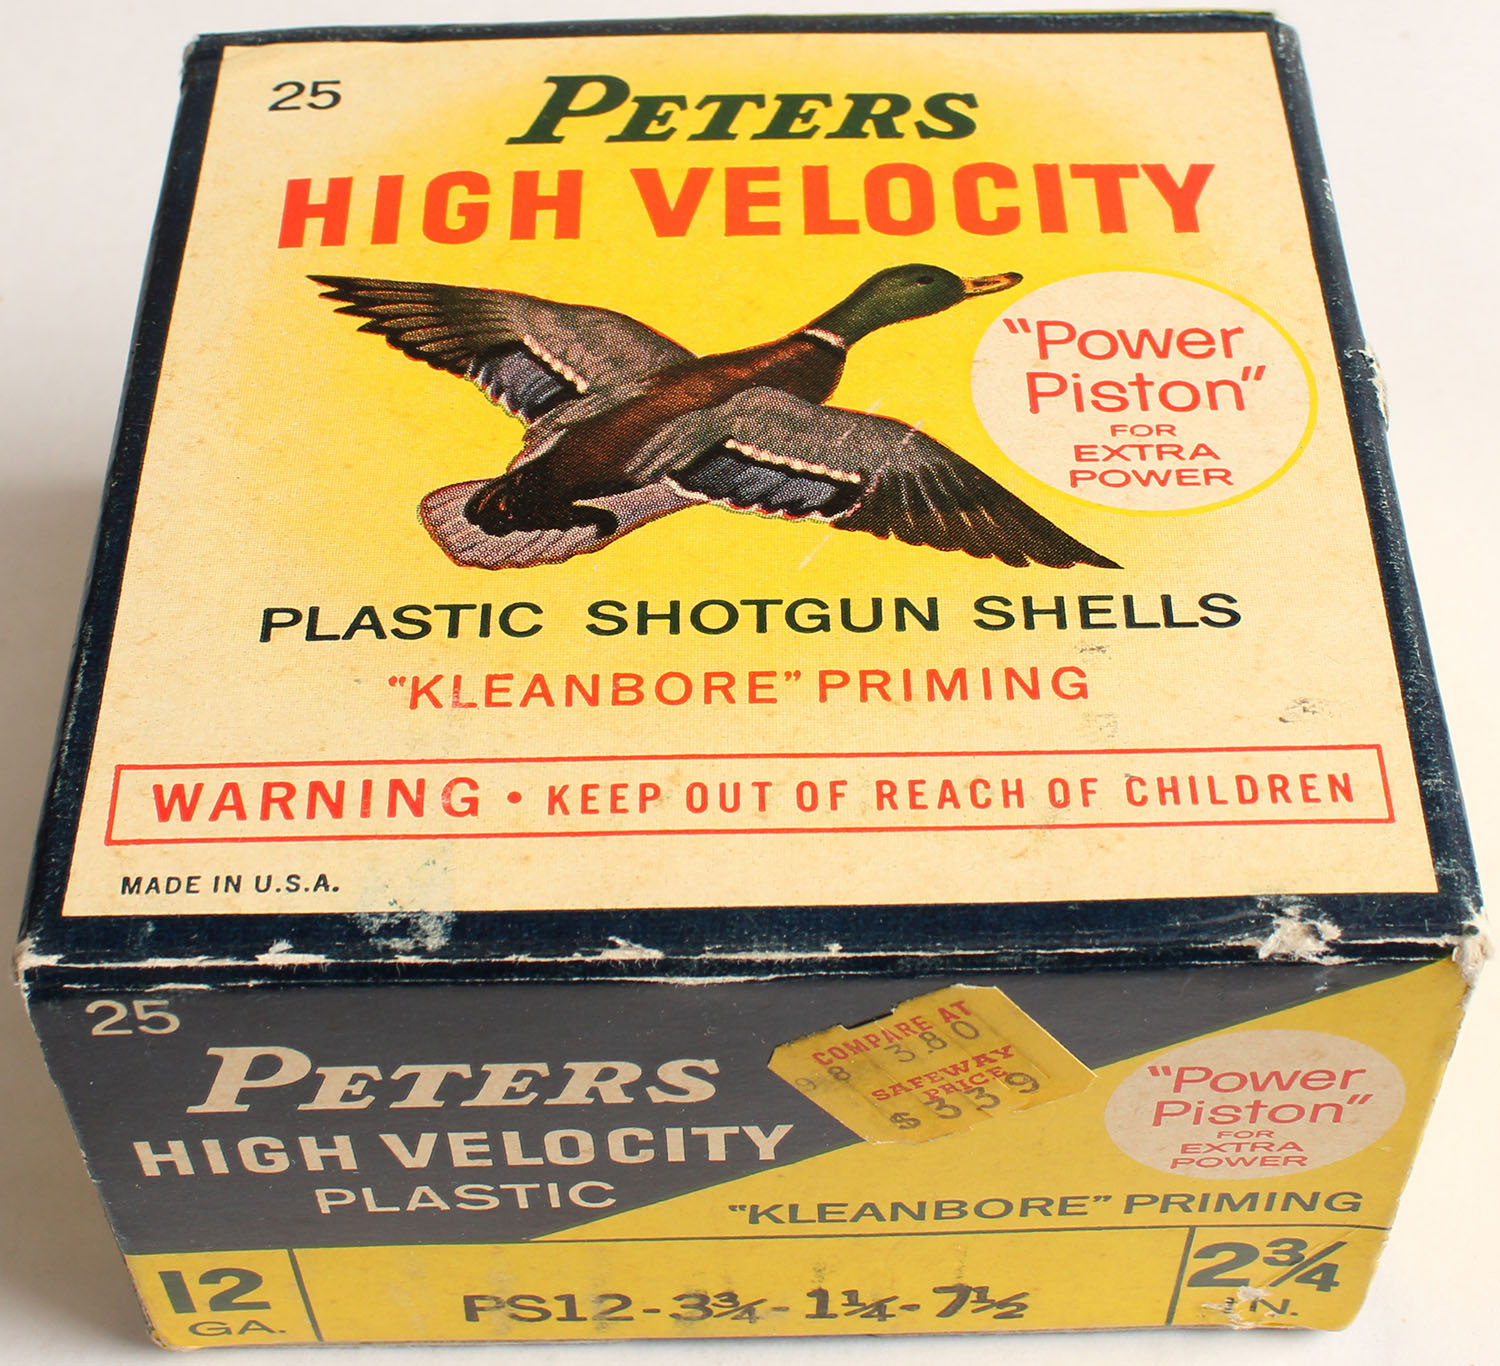 25
PETERS
HIGH VELOCITY
"Power
Piston"
FOR
EXTRA
POWER
PLASTIC SHOTGUN SHELLS
"KLEANBORE" PRIMING
WARNING • KEEP OUT OF REACH OF CHILDREN
MADE IN U.S.A.
25
PETERS
HIGH VELOCITY
PLASTIC
COMPARE AT
98 3.80
SAFEWAY
PRICE
$ 339
"Power
Piston"
FOR
EXTRA
POWER
"KLEANBORE" PRIMING
12
GA.
PS12-3¾-1¼-7½
2¾
IN.